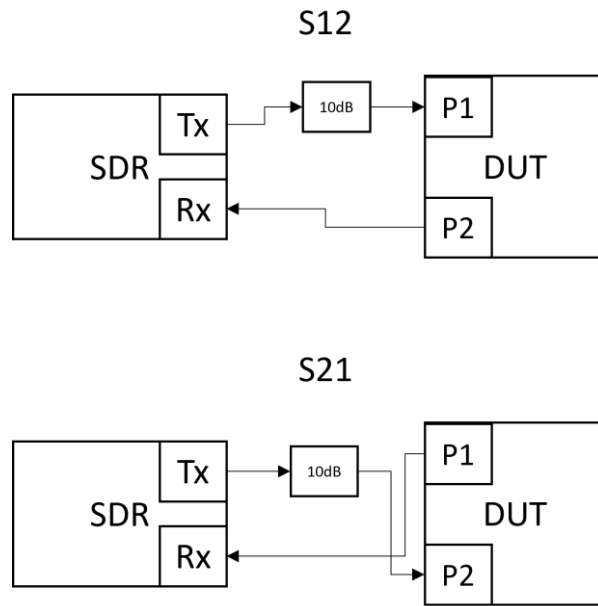 S12
Tx
10dB
P1
SDR
DUT
Rx
P2
S21
Tx
10dB
P1
SDR
DUT
Rx
P2